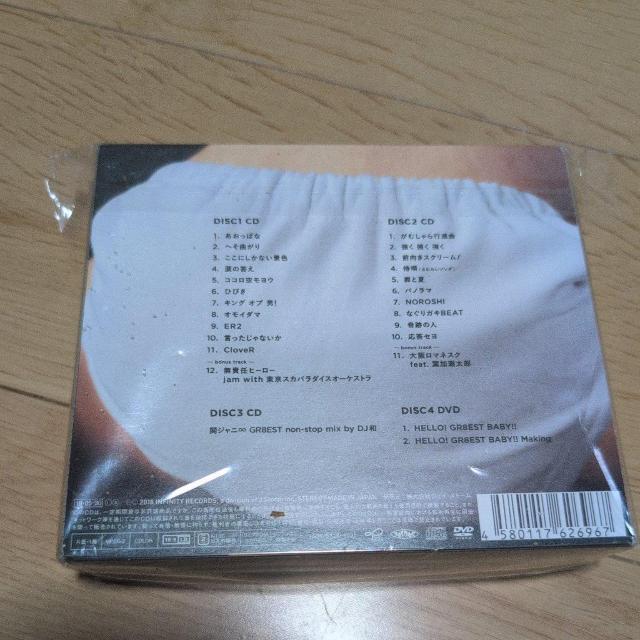 DISC1 CD
1. あおっぱな
2. へそ曲がり
3. ここにしかない景色
4. 涙の答え
5. ココロ空モヨウ
6. ひびき
7. キング オブ 男!
8. オモイダマ
9. ER2
10. 言ったじゃないか
11. CloveR
— bonus track —
12. 無責任ヒーロー
jam with 東京スカパラダイスオーケストラ
DISC2 CD
1. がむしゃら行進曲
2. 強く 強く 強く
3. 前向きスクリーム!
4. 侍唄(さむらいソング)
5. 罪と夏
6. パノラマ
7. NOROSHI
8. なぐりガキBEAT
9. 奇跡の人
10. 応答セヨ
— bonus track —
11. 大阪ロマネスク
feat. 葉加瀬太郎
DISC3 CD
関ジャニ∞ GR8EST non-stop mix by DJ和
DISC4 DVD
1. HELLO! GR8EST BABY!!
2. HELLO! GR8EST BABY!! Making
2018 INFINITY RECORDS,
COLOR
DVD
4 580117 626967